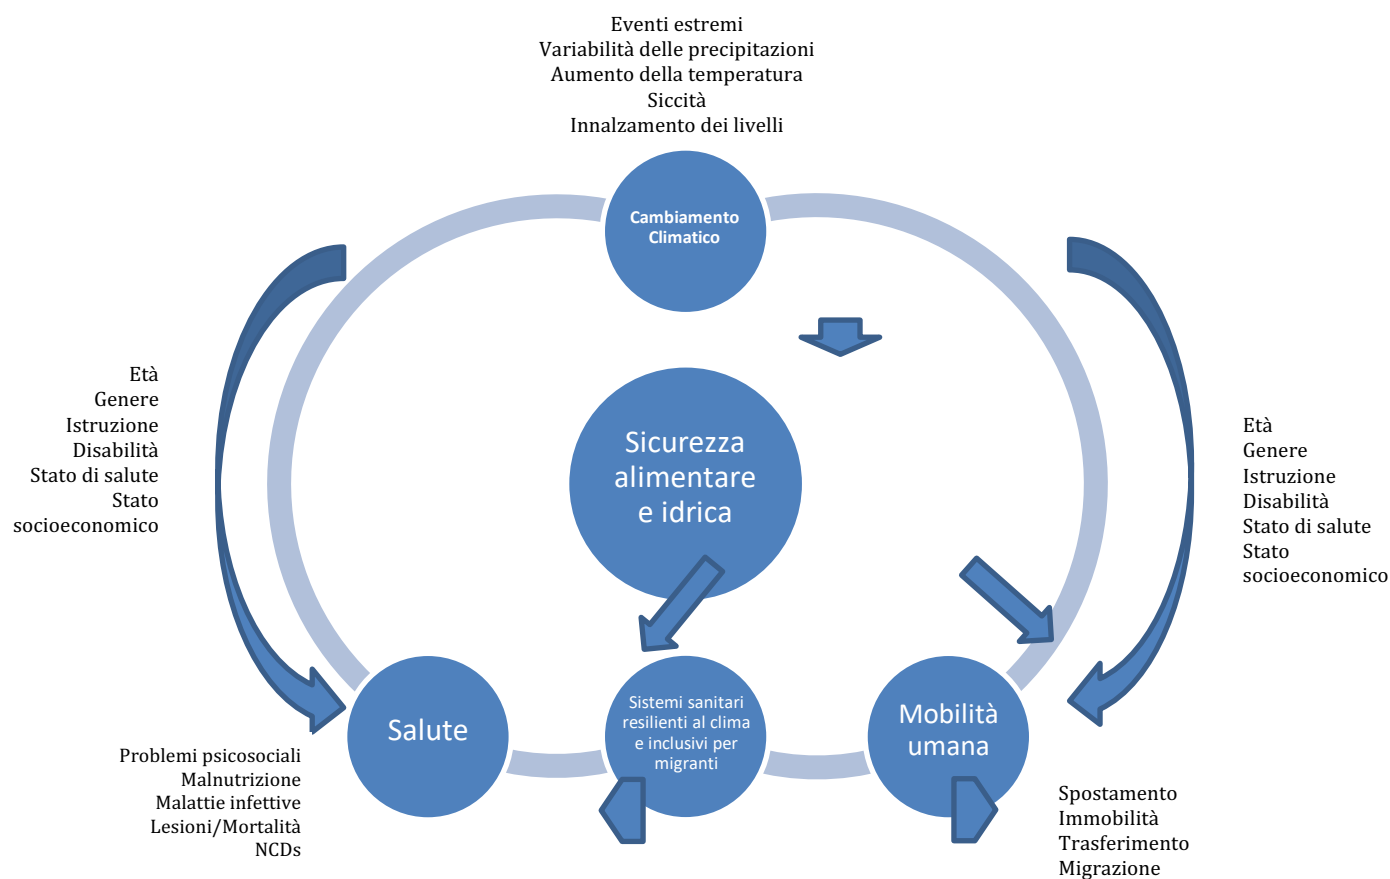 Eventi estremi
Variabilità delle precipitazioni
Aumento della temperatura
Siccità
Innalzamento dei livelli
Cambiamento
Climatico
Età
Genere
Istruzione
Disabilità
Stato di salute
Stato
socioeconomico
Sicurezza
alimentare
e idrica
Età
Genere
Istruzione
Disabilità
Stato di salute
Stato
socioeconomico
Salute
Sistemi sanitari
resilienti al clima
e inclusivi per
migranti
Mobilità
umana
Problemi psicosociali
Malnutrizione
Malattie infettive
Lesioni/Mortalità
NCDs
Spostamento
Immobilità
Trasferimento
Migrazione